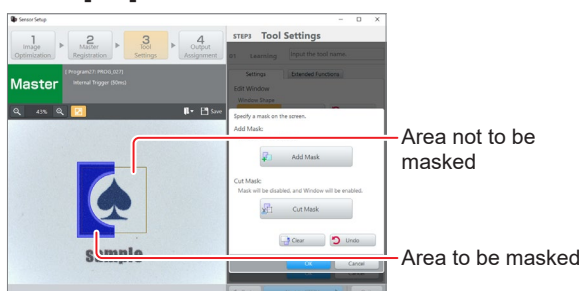 Sensor Setup
1
Image
Optimization
2
Master
Registration
3
Tool
Settings
4
Output
Assignment
STEP3 Tool Settings
Learning
Input the tool name.
Master
Internal Trigger (90ms)
Settings
Extended Functions
Edit Window
Window Shape
43%
Save
Specify a mask on the screen.
Add Mask:
Add Mask
Cut Mask:
Mask will be disabled, and Window will be enabled.
Cut Mask
Clear
Undo
OK
Cancel
Cancel
sample
Area not to be
masked
Area to be masked